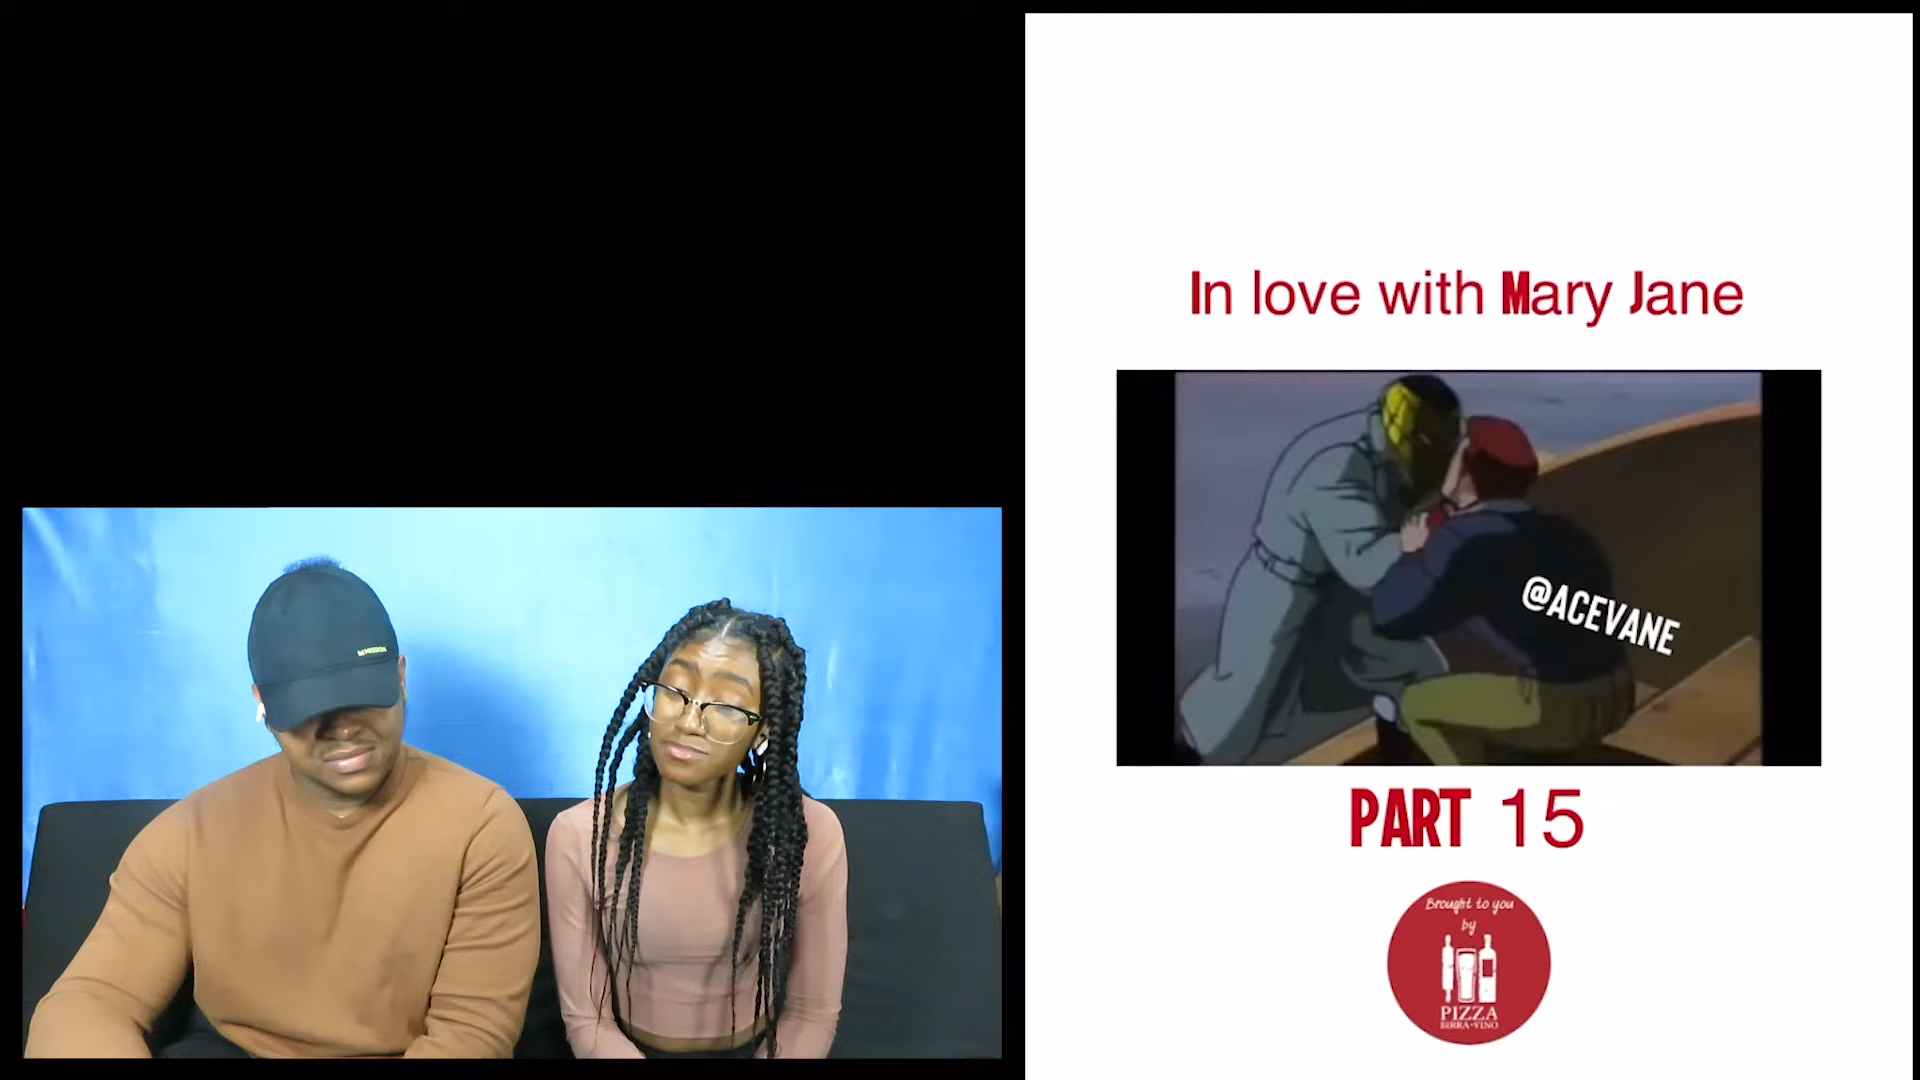 In love with Mary Jane
@ACEVANE
PART 15
Brought to you
by
PIZZA
BIRRA-VINO